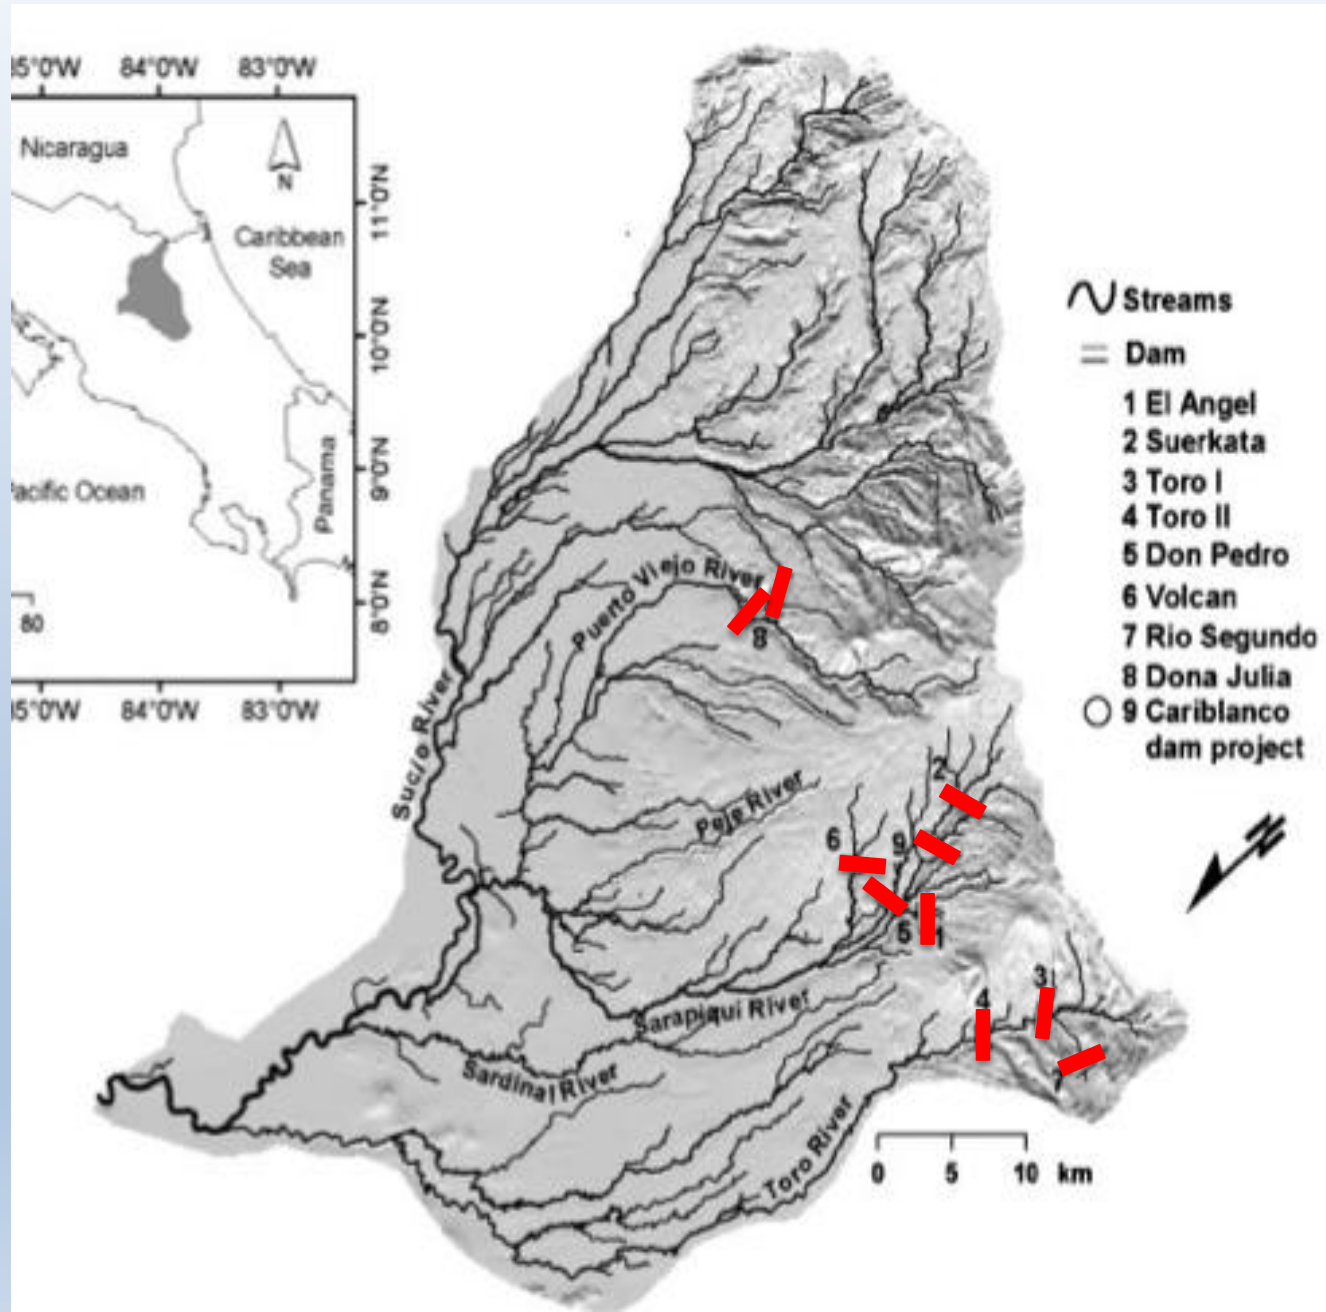 5°0'W 84°0'W 83°0'W
Nicaragua
N
Caribbean
Sea
11°0'N
10°0'N
9°0'N
8°0'N
Pacific Ocean
Panama
80
5°0'W 84°0'W 83°0'W
Streams
Dam
1 El Angel
2 Suerkata
3 Toro I
4 Toro II
5 Don Pedro
6 Volcan
7 Rio Segundo
8 Dona Julia
9 Cariblanco
dam project
N
Puerto Viejo River
8
Sucio River
Peje River
2
6
9
5
1
3
4
7
Sarapiqui River
Sardinal River
Toro River
0 5 10 km